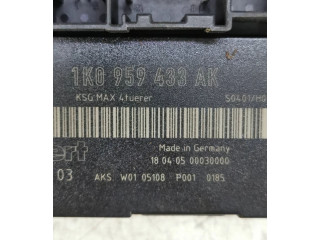 1K0 959 433 AK
KSG MAX 4tuerer S0401/H0
Made in Germany
18 04 05 00030000
03
AKS W01 05108 P001 0185